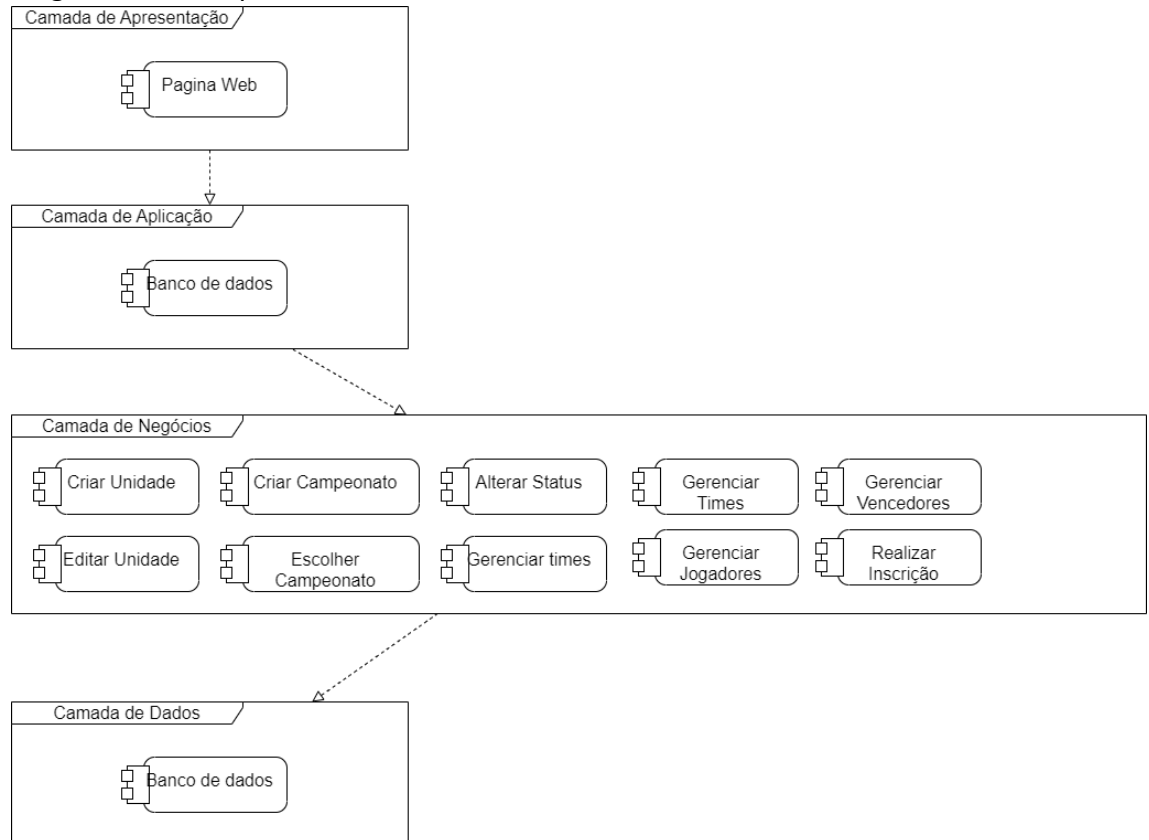 Camada de Apresentação
Pagina Web
Camada de Aplicação
Banco de dados
Camada de Negócios
Criar Unidade
Criar Campeonato
Alterar Status
Gerenciar
Times
Gerenciar
Vencedores
Editar Unidade
Escolher
Campeonato
Gerenciar times
Gerenciar
Jogadores
Realizar
Inscrição
Camada de Dados
Banco de dados